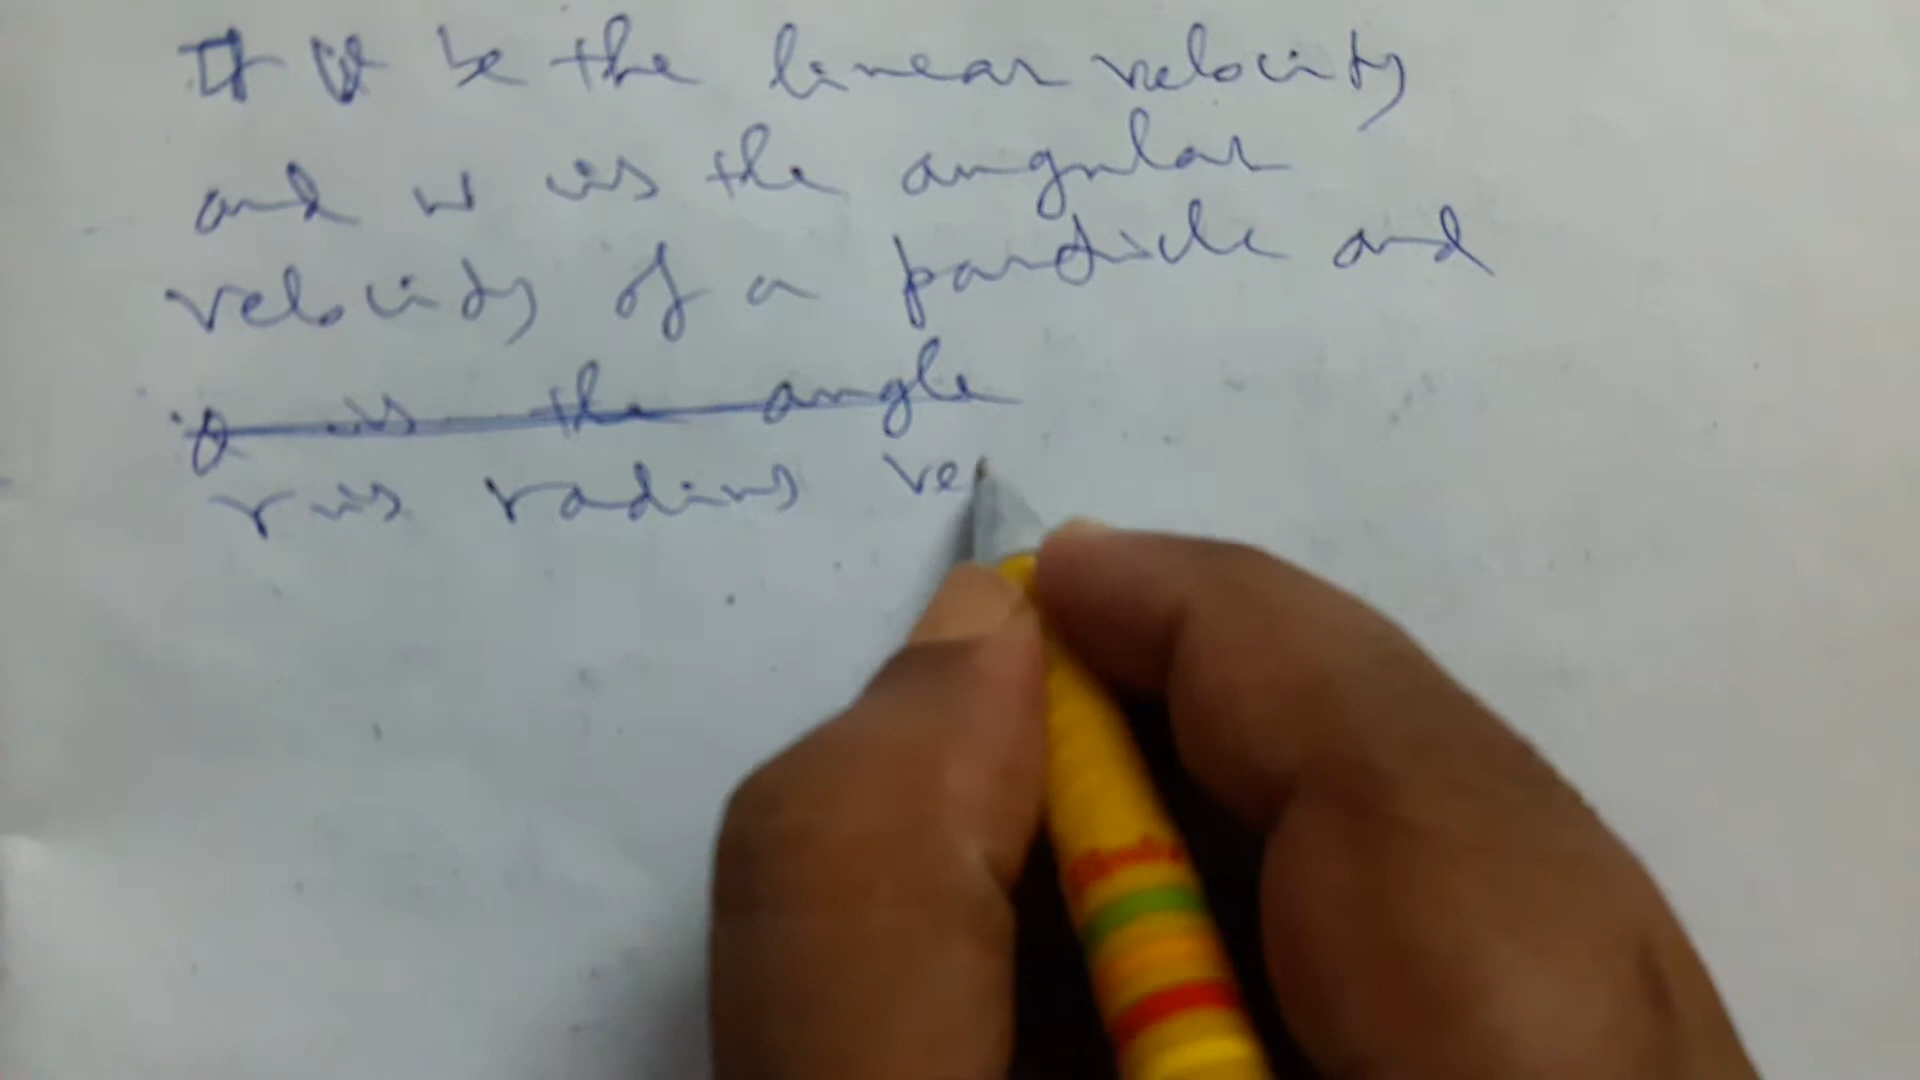 If v be the linear velocity
and w is the angular
velocity of a particle and
θ is the angle
r is radius ve